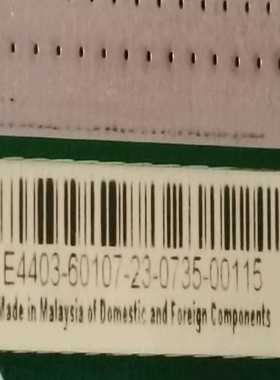 E4403-60107-23-0735-00115
Made in Malaysia of Domestic and Foreign Components